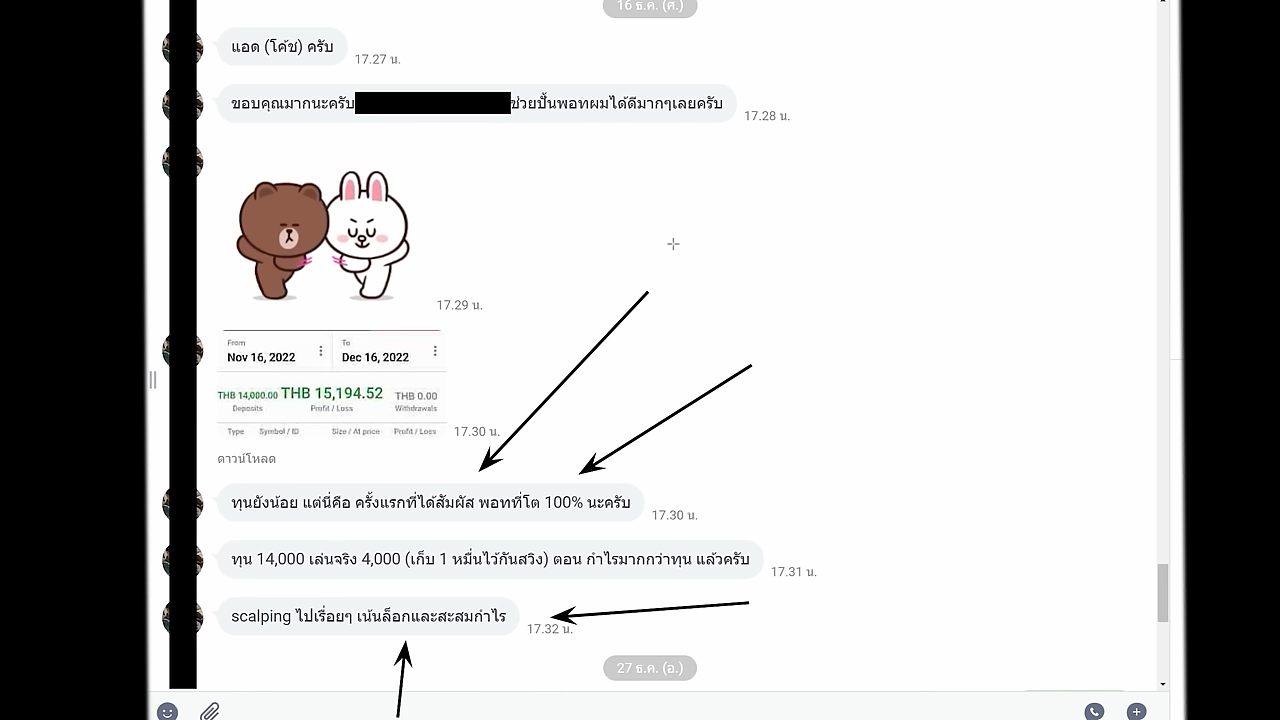 16 ธ.ค. (ศ.)
แอด (โค้ช) ครับ
17.27 น.
ขอบคุณมากนะครับ
ช่วยปั้นพอทผมได้ดีมากๆเลยครับ
17.28 น.
17.29 น.
From
To
Nov 16, 2022
Dec 16, 2022
THB 14,000.00 THB 15,194.52 THB 0.00
Deposits Profit / Loss Withdrawals
Type Symbol / ID Size / At price Profit / Loss
17.30 น.
ดาวน์โหลด
ทุนยังน้อย แต่นี่คือ ครั้งแรกที่ได้สัมผัส พอทที่โต 100% นะครับ
17.30 น.
ทุน 14,000 เล่นจริง 4,000 (เก็บ 1 หมื่นไว้กันสวิง) ตอน กำไรมากกว่าทุน แล้วครับ
17.31 น.
scalping ไปเรื่อยๆ เน้นล็อกและสะสมกำไร
17.32 น.
27 ธ.ค. (อ.)